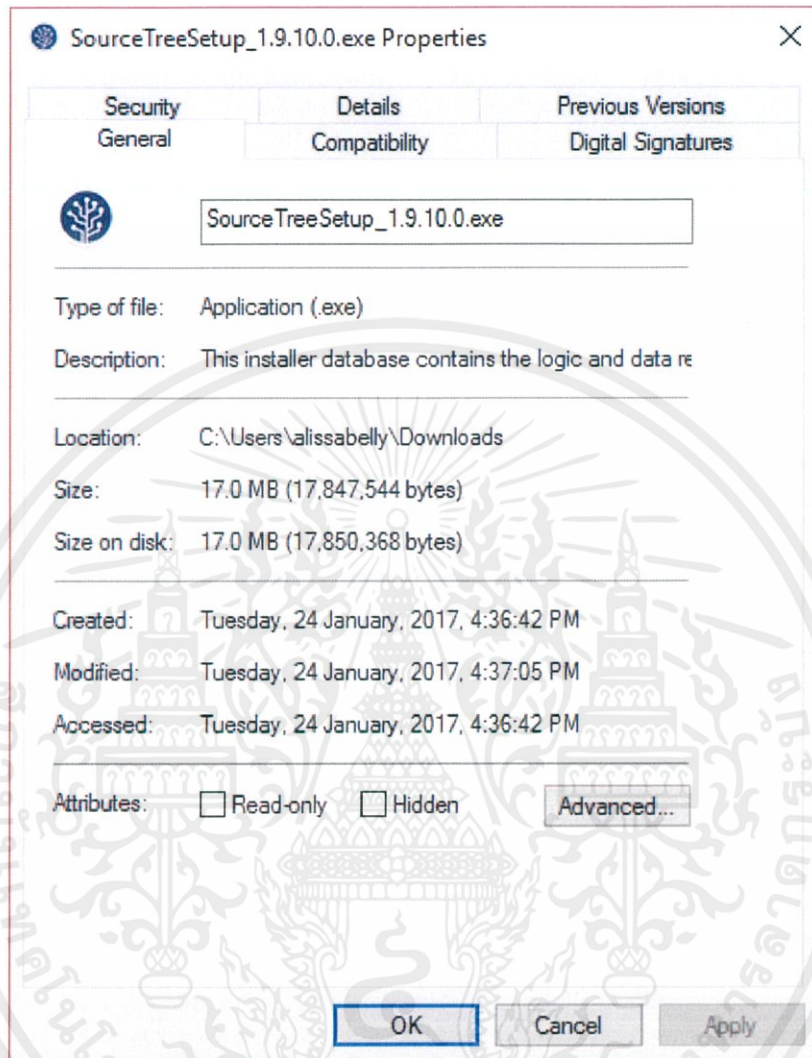 SourceTreeSetup_1.9.10.0.exe Properties
Security Details Previous Versions
General Compatibility Digital Signatures
SourceTreeSetup_1.9.10.0.exe
Type of file: Application (.exe)
Description: This installer database contains the logic and data re
Location: C:\Users\alissabelly\Downloads
Size: 17.0 MB (17,847,544 bytes)
Size on disk: 17.0 MB (17,850,368 bytes)
Created: Tuesday, 24 January, 2017, 4:36:42 PM
Modified: Tuesday, 24 January, 2017, 4:37:05 PM
Accessed: Tuesday, 24 January, 2017, 4:36:42 PM
Attributes: Read-only Hidden Advanced...
OK Cancel Apply